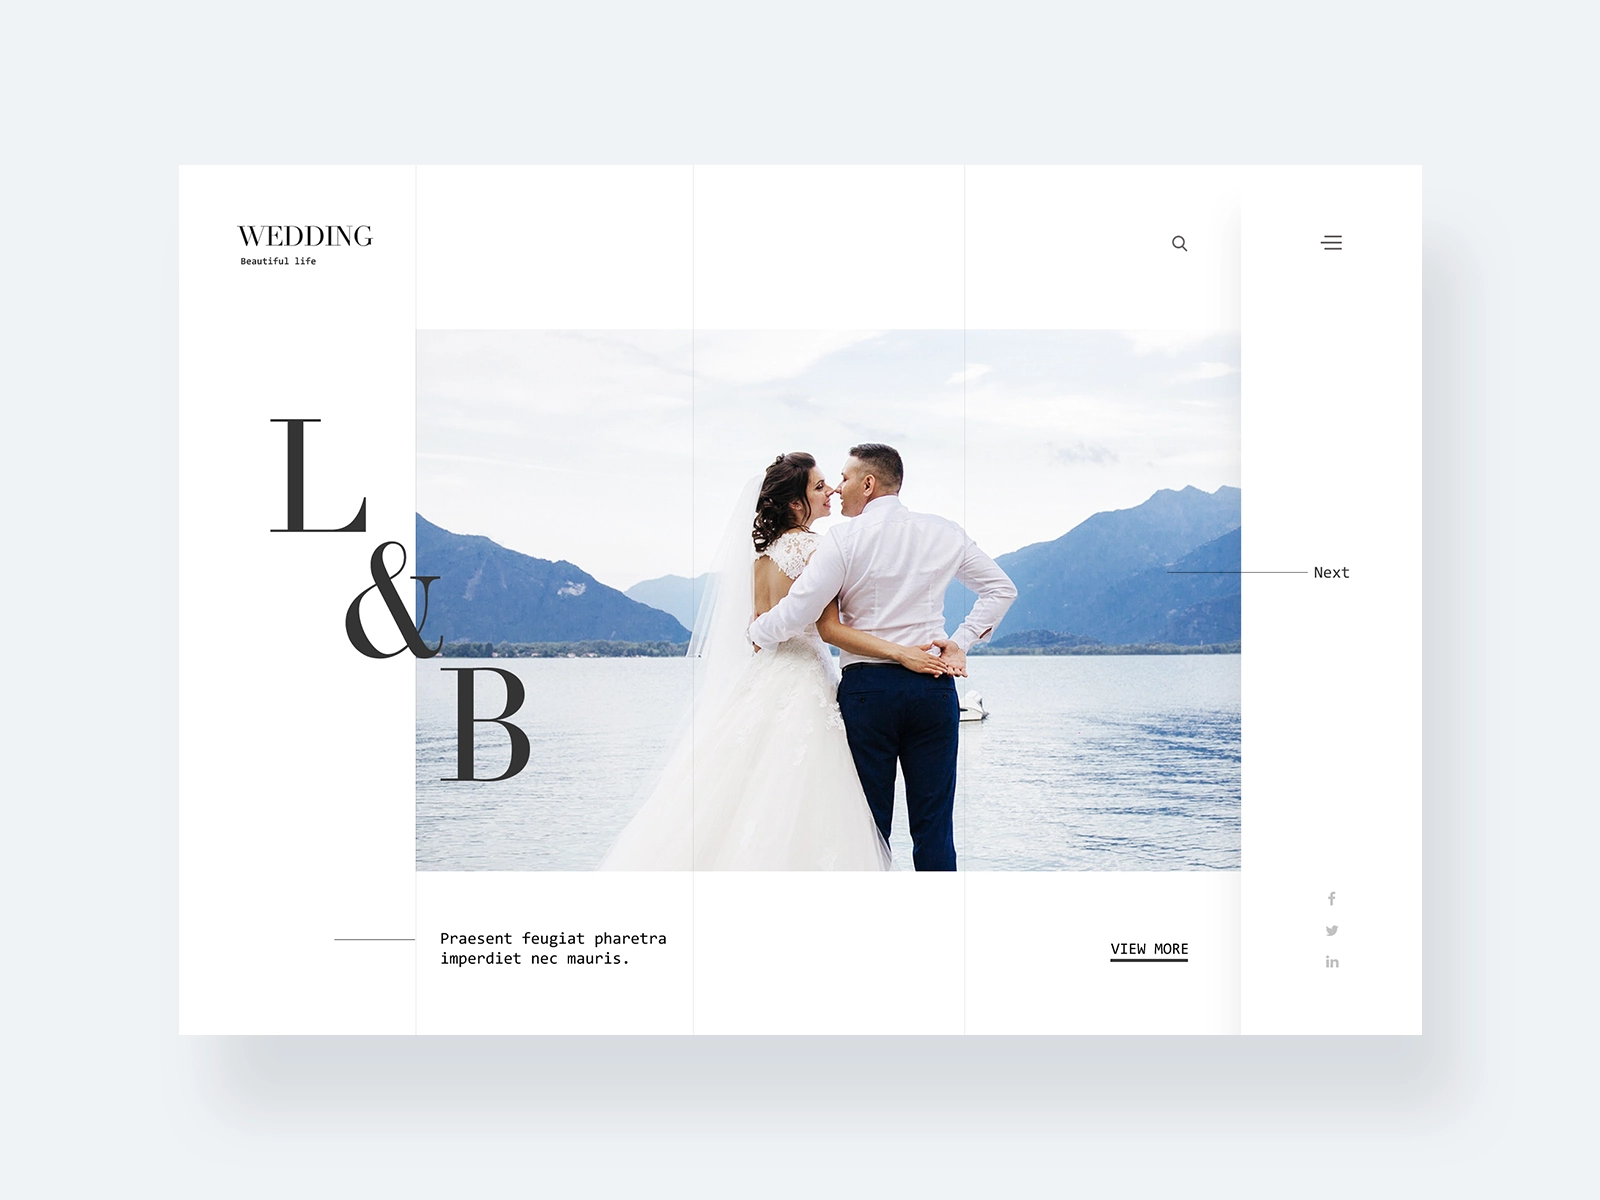 WEDDING
Beautiful life
L
&
B
Next
Praesent feugiat pharetra
imperdiet nec mauris.
VIEW MORE